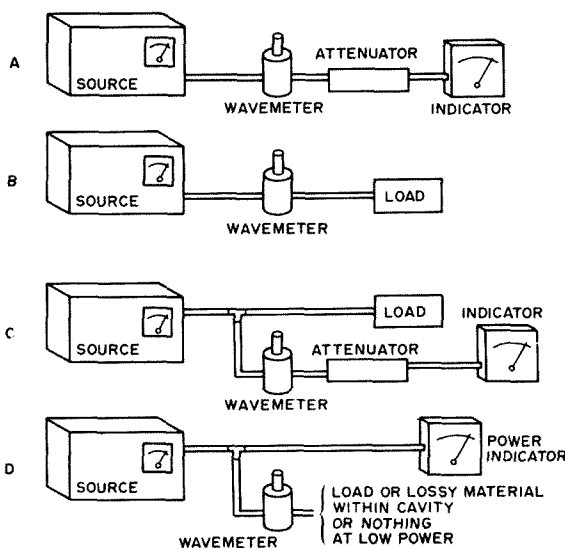 A
SOURCE
WAVEMETER
ATTENUATOR
INDICATOR
B
SOURCE
WAVEMETER
LOAD
C
SOURCE
LOAD
WAVEMETER
ATTENUATOR
INDICATOR
D
SOURCE
WAVEMETER
POWER
INDICATOR
LOAD OR LOSSY MATERIAL
WITHIN CAVITY
OR NOTHING
AT LOW POWER